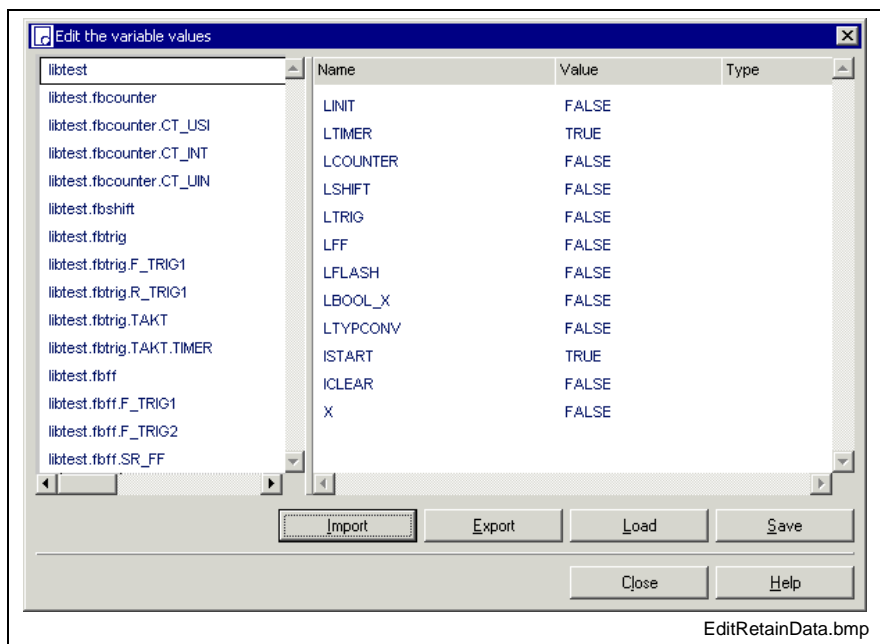 Edit the variable values
libtest
libtest.fbcounter
libtest.fbcounter.CT_USI
libtest.fbcounter.CT_INT
libtest.fbcounter.CT_UIN
libtest.fbshift
libtest.fbtrig
libtest.fbtrig.F_TRIG1
libtest.fbtrig.R_TRIG1
libtest.fbtrig.TAKT
libtest.fbtrig.TAKT.TIMER
libtest.fbff
libtest.fbff.F_TRIG1
libtest.fbff.F_TRIG2
libtest.fbff.SR_FF
Name Value Type
LINIT FALSE
LTIMER TRUE
LCOUNTER FALSE
LSHIFT FALSE
LTRIG FALSE
LFF FALSE
LFLASH FALSE
LBOOL_X FALSE
LTYPCONV FALSE
ISTART TRUE
ICLEAR FALSE
X FALSE
Import Export Load Save
Close Help
EditRetainData.bmp